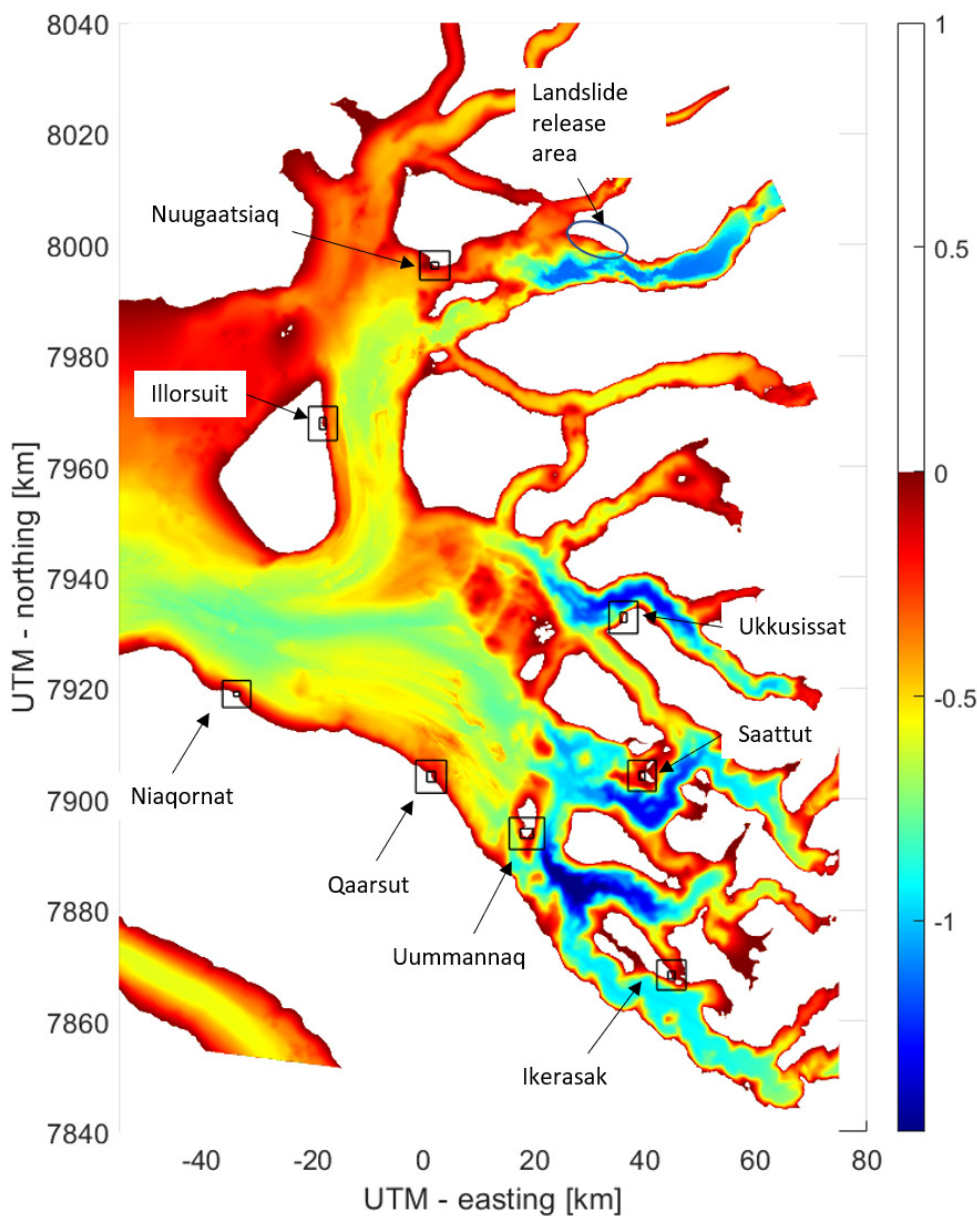 8040
8020
8000
7980
7960
7940
7920
7900
7880
7860
7840
UTM - northing [km]
-40
-20
0
20
40
60
80
UTM - easting [km]
1
0.5
0
-0.5
-1
Landslide
release
area
Nuugaatsiaq
Illorsuit
Ukkusissat
Saattut
Niaqornat
Qaarsut
Uummannaq
Ikerasak